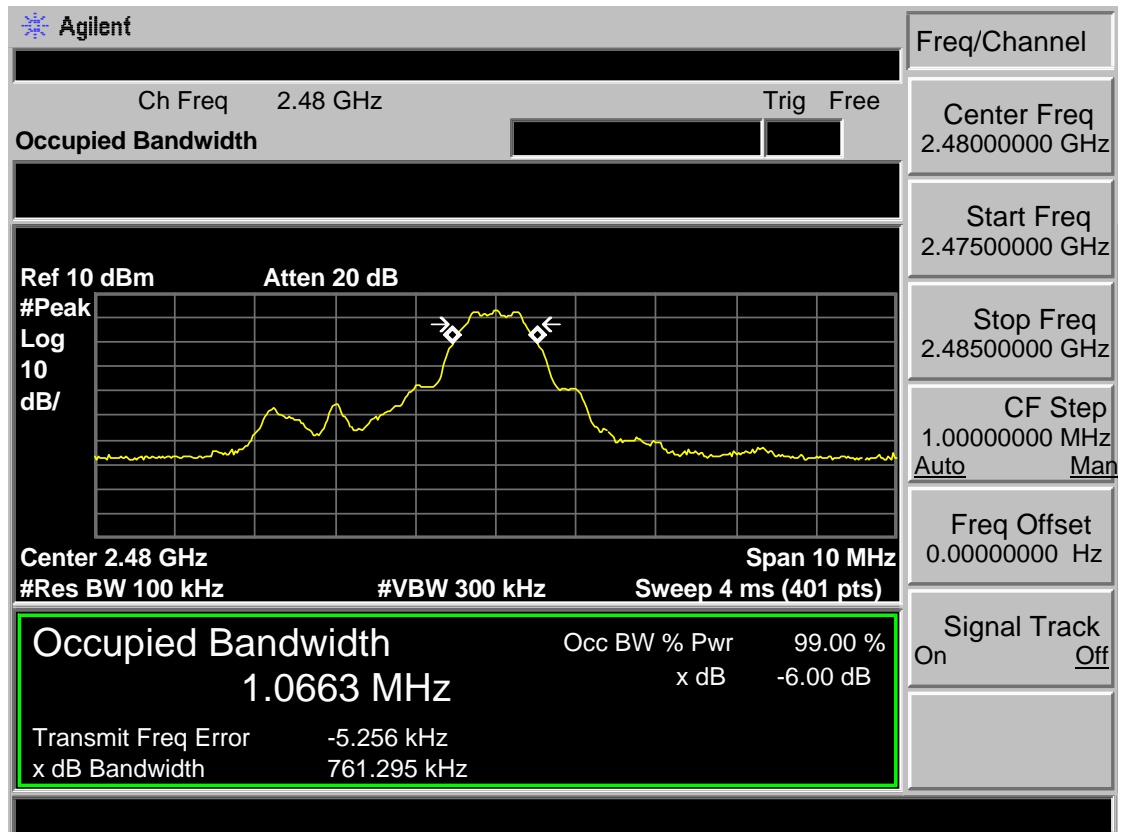 Agilent
Freq/Channel
Ch Freq 2.48 GHz Trig Free
Occupied Bandwidth
Center Freq
2.48000000 GHz
Start Freq
2.47500000 GHz
Stop Freq
2.48500000 GHz
CF Step
1.00000000 MHz
Auto Man
Freq Offset
0.00000000 Hz
Signal Track
On Off
Ref 10 dBm Atten 20 dB
#Peak
Log
10
dB/
Center 2.48 GHz Span 10 MHz
#Res BW 100 kHz #VBW 300 kHz Sweep 4 ms (401 pts)
Occupied Bandwidth Occ BW % Pwr 99.00 %
1.0663 MHz x dB -6.00 dB
Transmit Freq Error -5.256 kHz
x dB Bandwidth 761.295 kHz